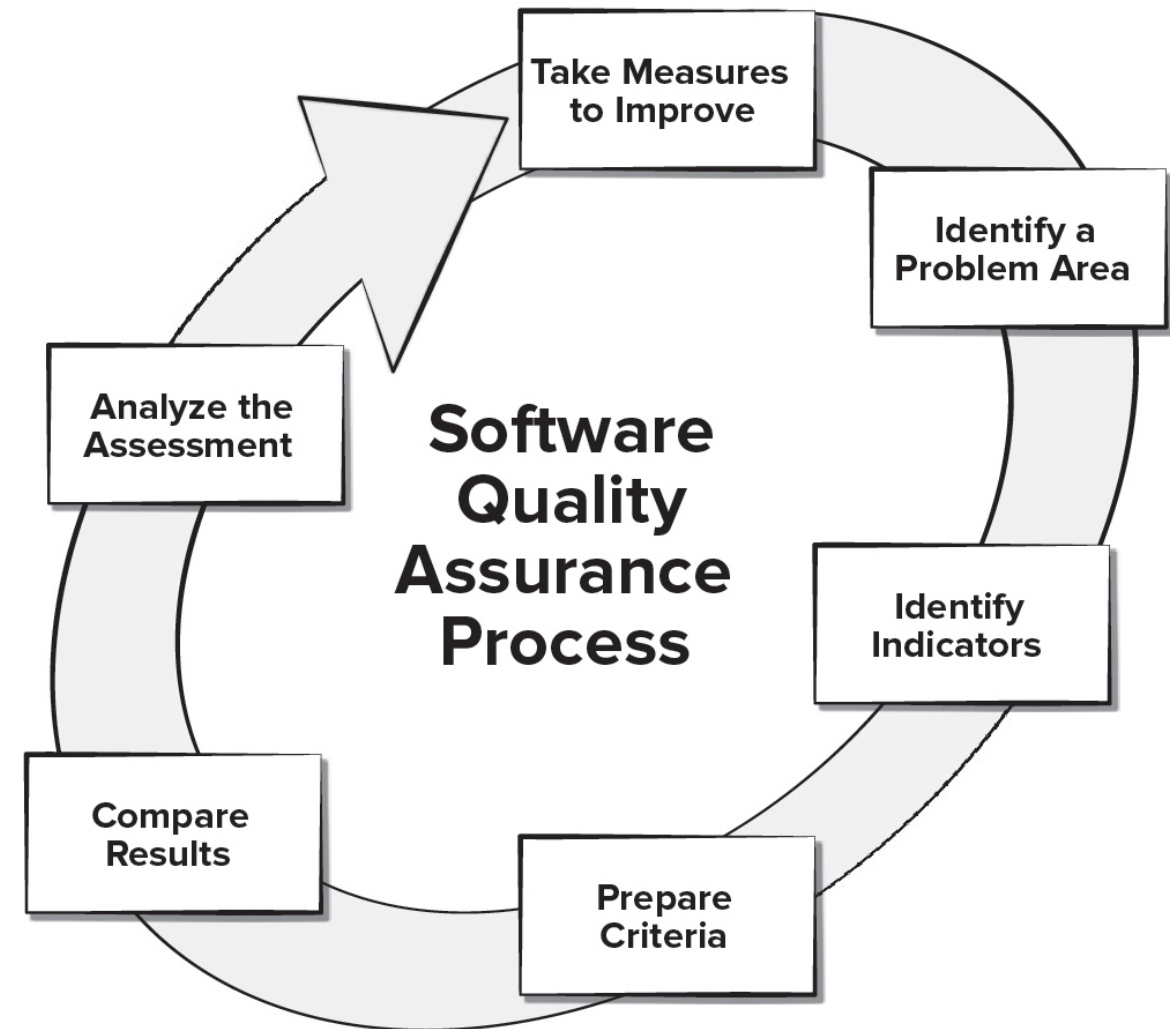 Take Measures
to Improve
Identify a
Problem Area
Analyze the
Assessment
Software
Quality
Assurance
Process
Identify
Indicators
Compare
Results
Prepare
Criteria